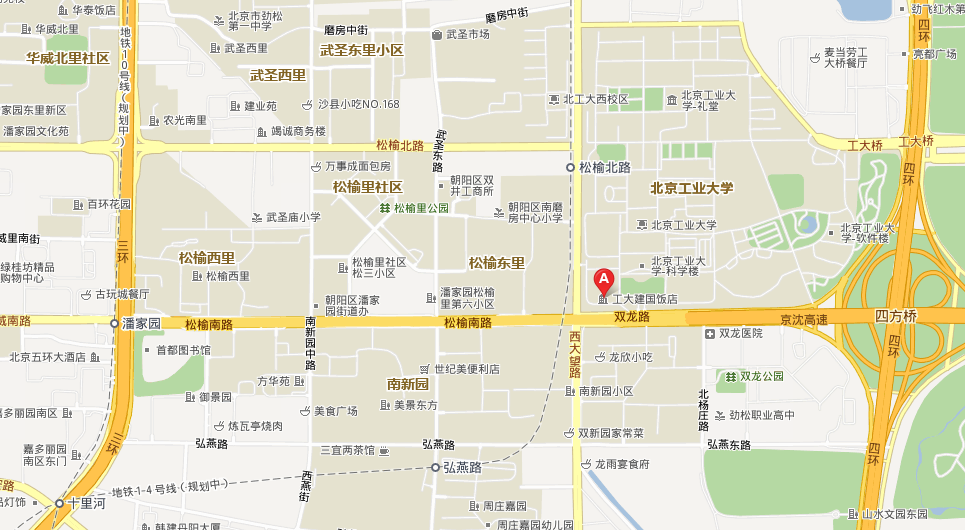 华泰饭店
北京市劲松
第一中学
磨房中街
磨房中街
劲飞红木第
四环
华威北里
武圣西里
武圣东里小区
武圣市场
麦当劳工
大桥餐厅
亮都广场
华威北里社区
地铁10号线(规划中)
武圣西里
建业苑
沙县小吃NO.168
北工大西校区
北京工业大
学-礼堂
家园东里新区
农光南里
潘家园文化苑
竭诚商务楼
武圣东路
松榆北路
工大桥
工大桥
万事成面包房
松榆北路
四环
松榆里社区
朝阳区双
井工商所
北京工业大学
百环花园
武圣庙小学
松榆里公园
朝阳区南磨
房中心小学
北京工业大学
北京工业大
学-软件楼
威里南街
三环
松榆西里
松榆西里
松榆里社区
松三小区
松榆东里
北京工业大
学-科学楼
绿桂坊精品
购物中心
古玩城餐厅
朝阳区潘家
园街道办
潘家园松榆
里第六小区
A
工大建国饭店
威南路
潘家园
松榆南路
松榆南路
双龙路
京沈高速
四方桥
南新园中路
西大望路
双龙医院
四环
北京五环大酒店
首都图书馆
龙欣小吃
世纪美便利店
方华苑
南新园
双龙公园
御景园
南新园小区
北杨庄路
喜多丽园南区
美食广场
美景东方
劲松职业高中
炼瓦亭烧肉
双新园家常菜
三环
弘燕路
弘燕路
弘燕东路
嘉多丽园
南区东门
三宜两茶馆
四环
弘燕路
龙雨宴食府
西燕街
地铁14号线(规划中)
十里河
品灯饰
周庄嘉园
山水文园东园
韩建丹阳大厦
周庄嘉园幼儿园